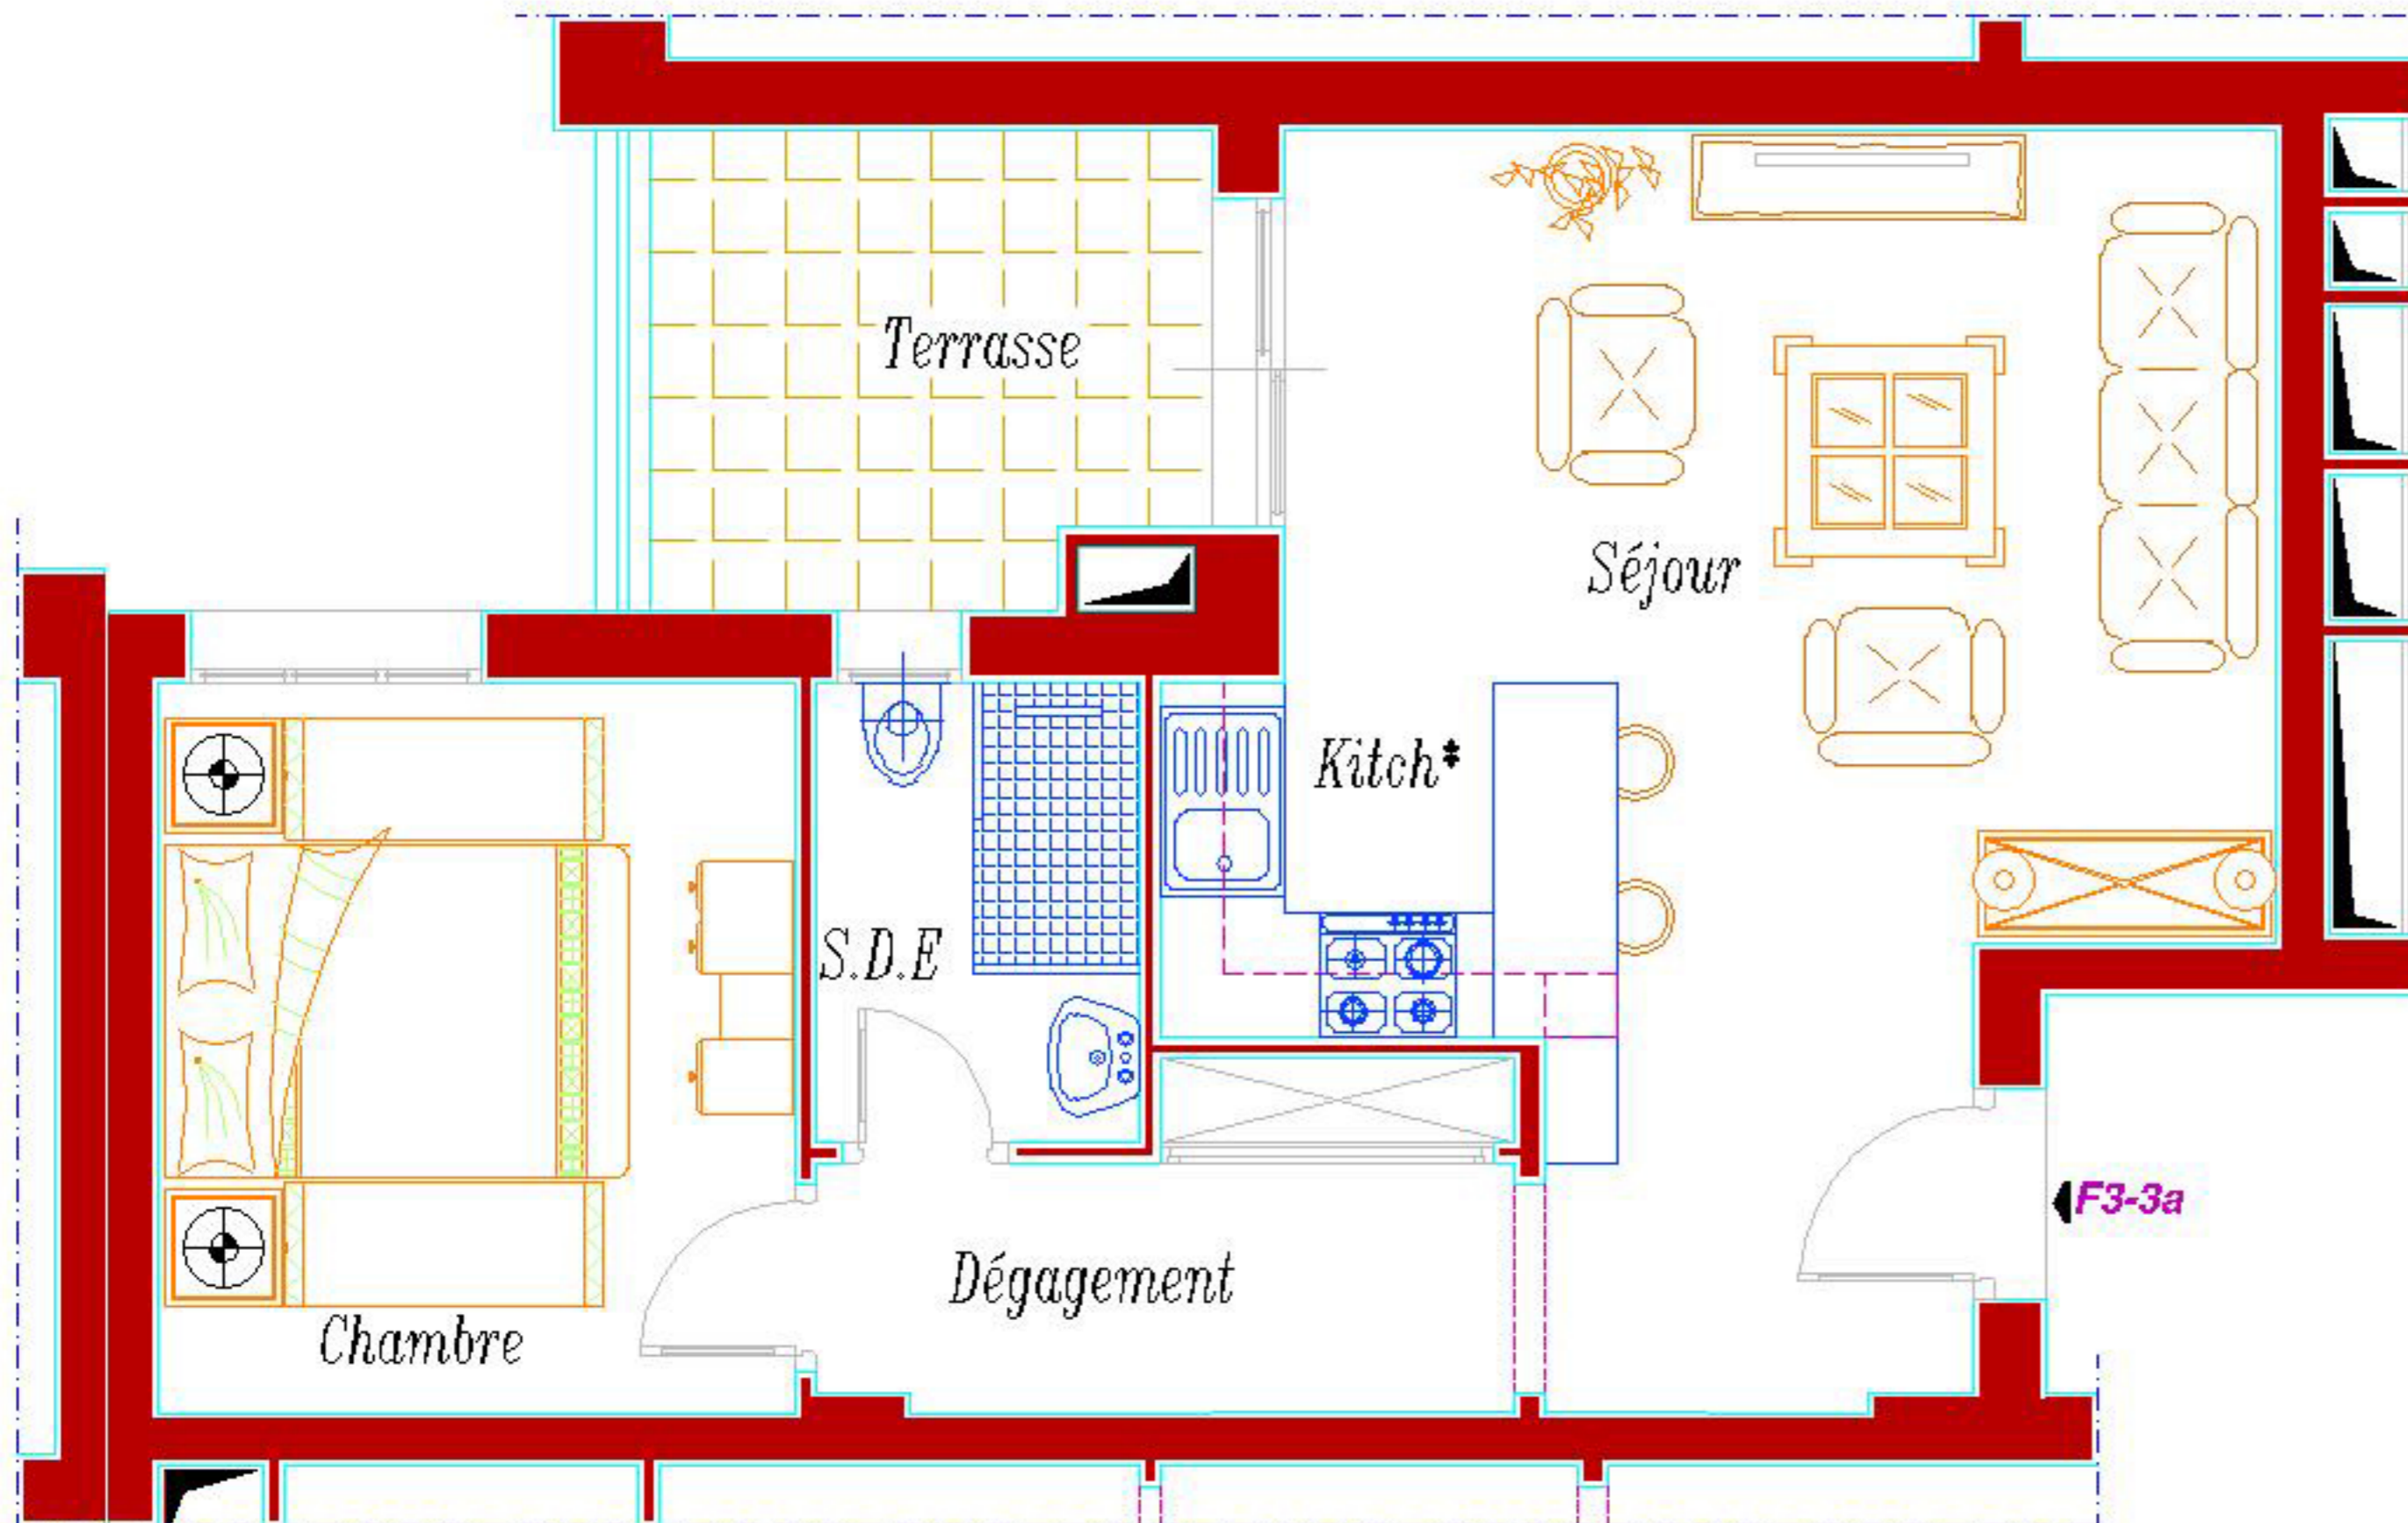 Terrasse
Séjour
Kitch*
S.D.E
F3-3a
Dégagement
Chambre